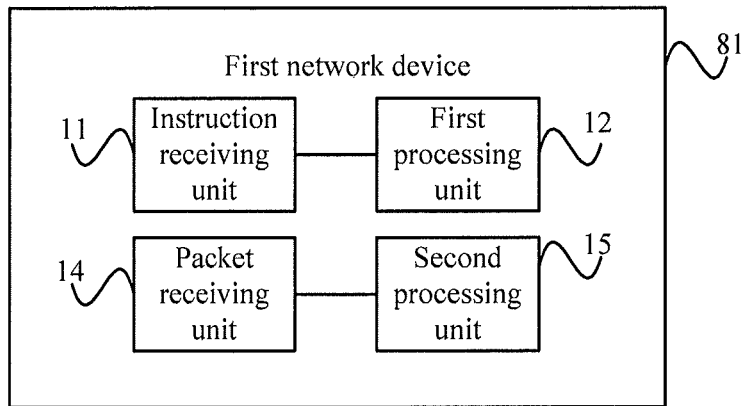 81
First network device
11
Instruction
receiving
unit
First
processing
unit
12
14
Packet
receiving
unit
Second
processing
unit
15